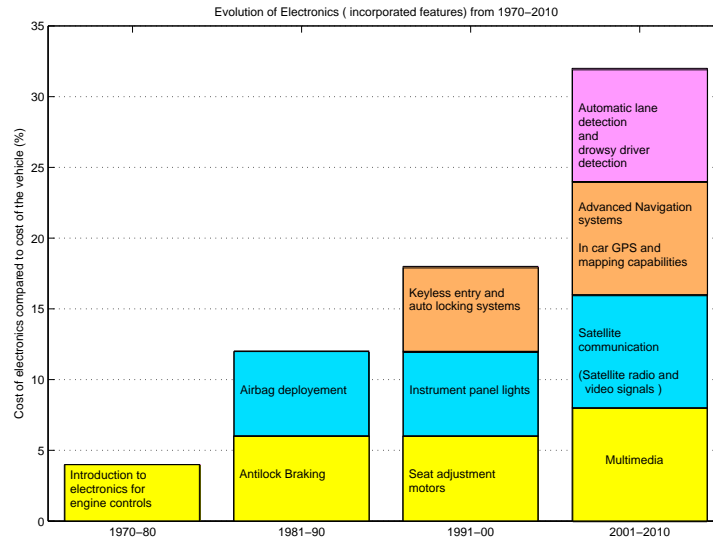 Evolution of Electronics ( incorporated features) from 1970−2010
Cost of electronics compared to cost of the vehicle (%)
35
30
25
20
15
10
5
0
Introduction to
electronics for
engine controls
Airbag deployement
Antilock Braking
Keyless entry and
auto locking systems
Instrument panel lights
Seat adjustment
motors
Automatic lane
detection
and
drowsy driver
detection
Advanced Navigation
systems
In car GPS and
mapping capabilities
Satellite
communication
(Satellite radio and
video signals )
Multimedia
1970−80
1981−90
1991−00
2001−2010